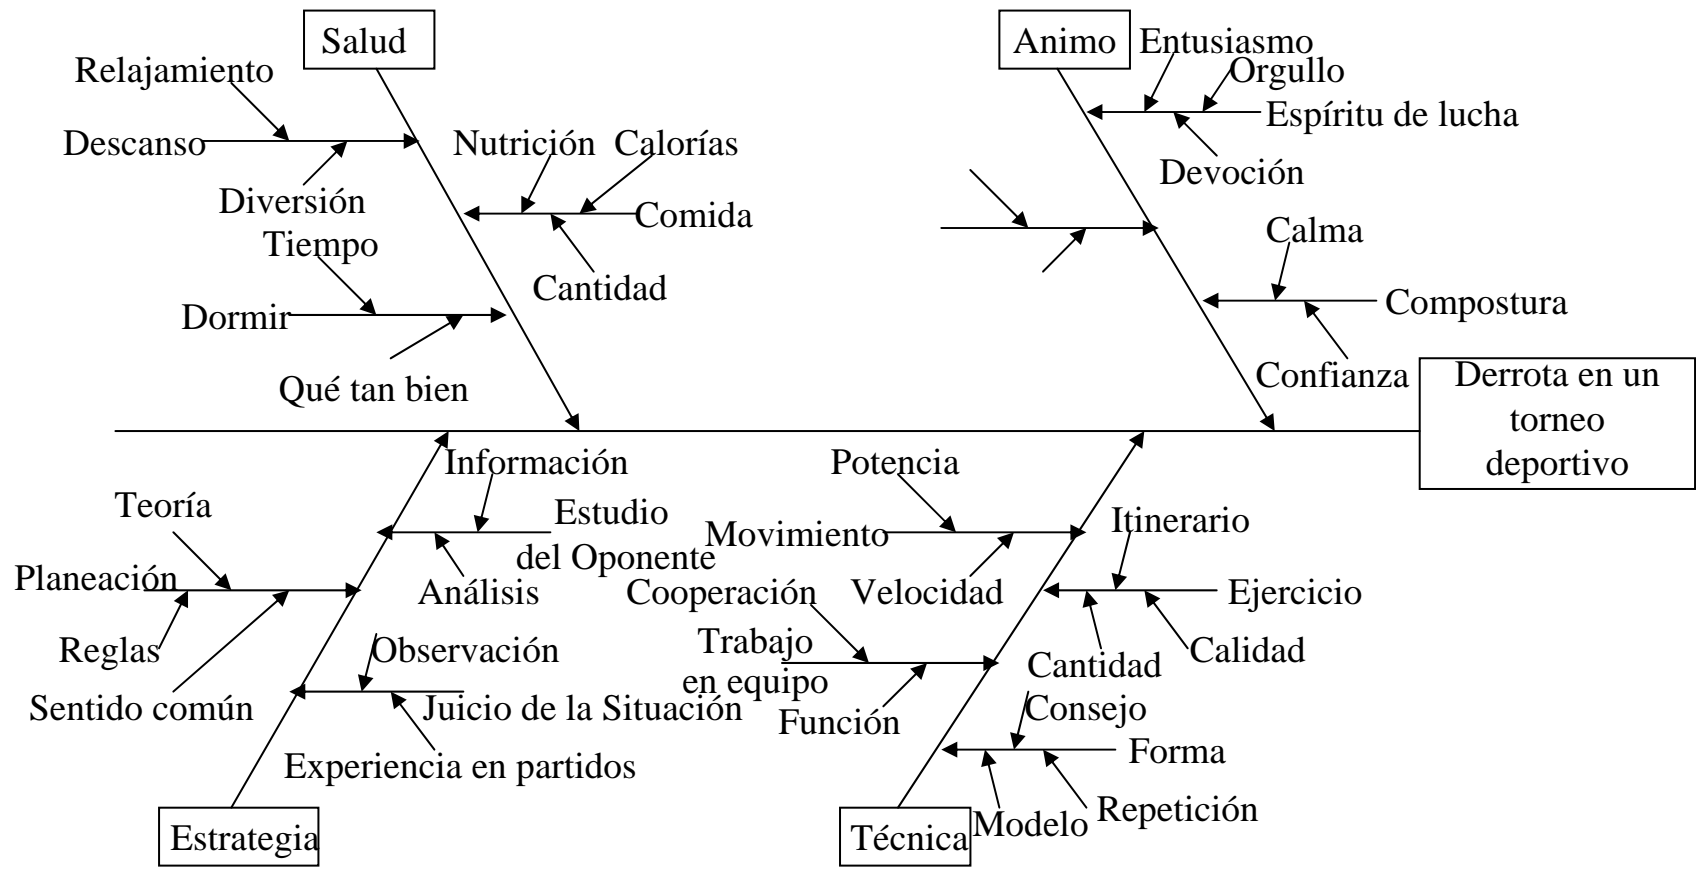 Salud
Animo
Entusiasmo
Orgullo
Relajamiento
Espíritu de lucha
Descanso
Nutrición
Calorías
Devoción
Diversión
Comida
Tiempo
Calma
Cantidad
Dormir
Compostura
Qué tan bien
Confianza
Derrota en un
torneo
deportivo
Información
Potencia
Teoría
Estudio
del Oponente
Movimiento
Itinerario
Planeación
Análisis
Cooperación
Velocidad
Ejercicio
Reglas
Observación
Trabajo
en equipo
Cantidad
Calidad
Sentido común
Juicio de la Situación
Función
Consejo
Forma
Experiencia en partidos
Modelo
Repetición
Estrategia
Técnica